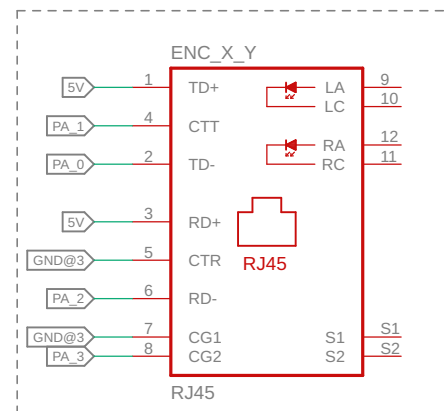 ENC_X_Y
5V 1 TD+ LA 9
LC 10
PA_1 4 CTT
RA 12
PA_0 2 TD- RC 11
5V 3 RD+
GND@3 5 CTR RJ45
PA_2 6 RD-
GND@3 7 CG1 S1 S1
PA_3 8 CG2 S2 S2
RJ45